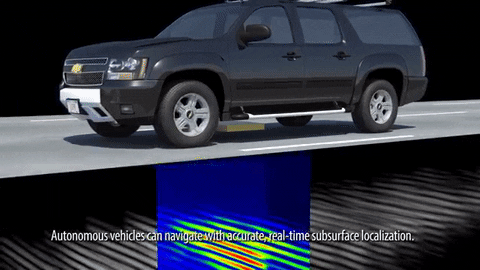 Autonomous vehicles can navigate with accurate, real-time subsurface localization.